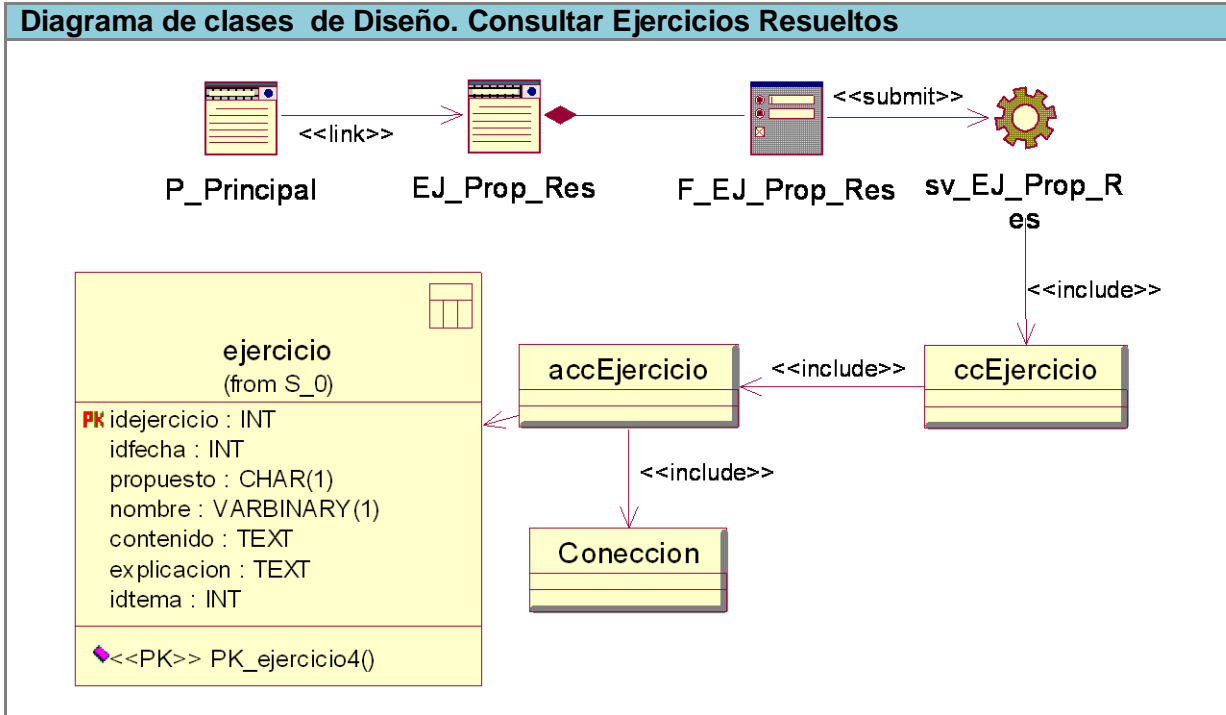 Diagrama de clases de Diseño. Consultar Ejercicios Resueltos
<<submit>>
<<link>>
P_Principal
EJ_Prop_Res
F_EJ_Prop_Res
sv_EJ_Prop_R
es
<<include>>
ejercicio
(from S_0)
PK idejercicio : INT
idfecha : INT
propuesto : CHAR(1)
nombre : VARBINARY(1)
contenido : TEXT
explicacion : TEXT
idtema : INT
<<PK>> PK_ejercicio4()
accEjercicio
<<include>>
ccEjercicio
<<include>>
Coneccion